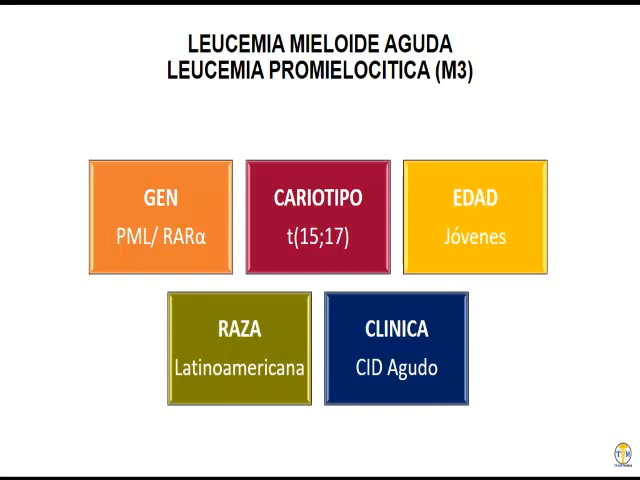 LEUCEMIA MIELOIDE AGUDA
LEUCEMIA PROMIELOCITICA (M3)
GEN
PML/ RARα
CARIOTIPO
t(15;17)
EDAD
Jóvenes
RAZA
Latinoamericana
CLINICA
CID Agudo